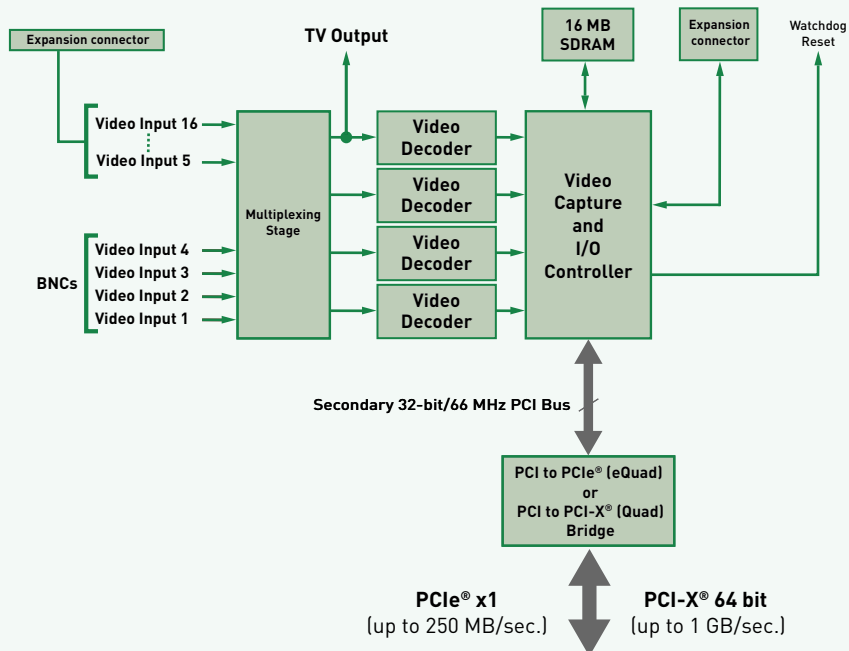 Expansion connector
TV Output
16 MB
SDRAM
Expansion
connector
Watchdog
Reset
Video Input 16
Video Input 5
BNCs
Video Input 4
Video Input 3
Video Input 2
Video Input 1
Multiplexing
Stage
Video
Decoder
Video
Decoder
Video
Decoder
Video
Decoder
Video
Capture
and
I/O
Controller
Secondary 32-bit/66 MHz PCI Bus
PCI to PCIe® (eQuad)
or
PCI to PCI-X® (Quad)
Bridge
PCIe® x1
(up to 250 MB/sec.)
PCI-X® 64 bit
(up to 1 GB/sec.)